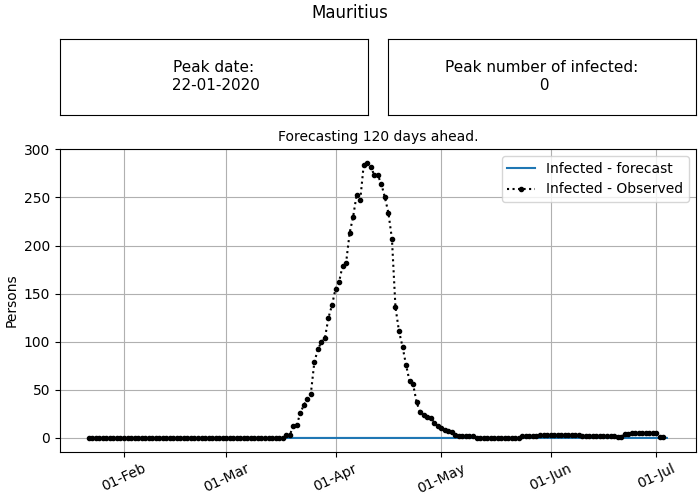 Mauritius
Peak date:
22-01-2020
Peak number of infected:
0
Forecasting 120 days ahead.
Infected - forecast
Infected - Observed
Persons
300
250
200
150
100
50
0
01-Feb
01-Mar
01-Apr
01-May
01-Jun
01-Jul